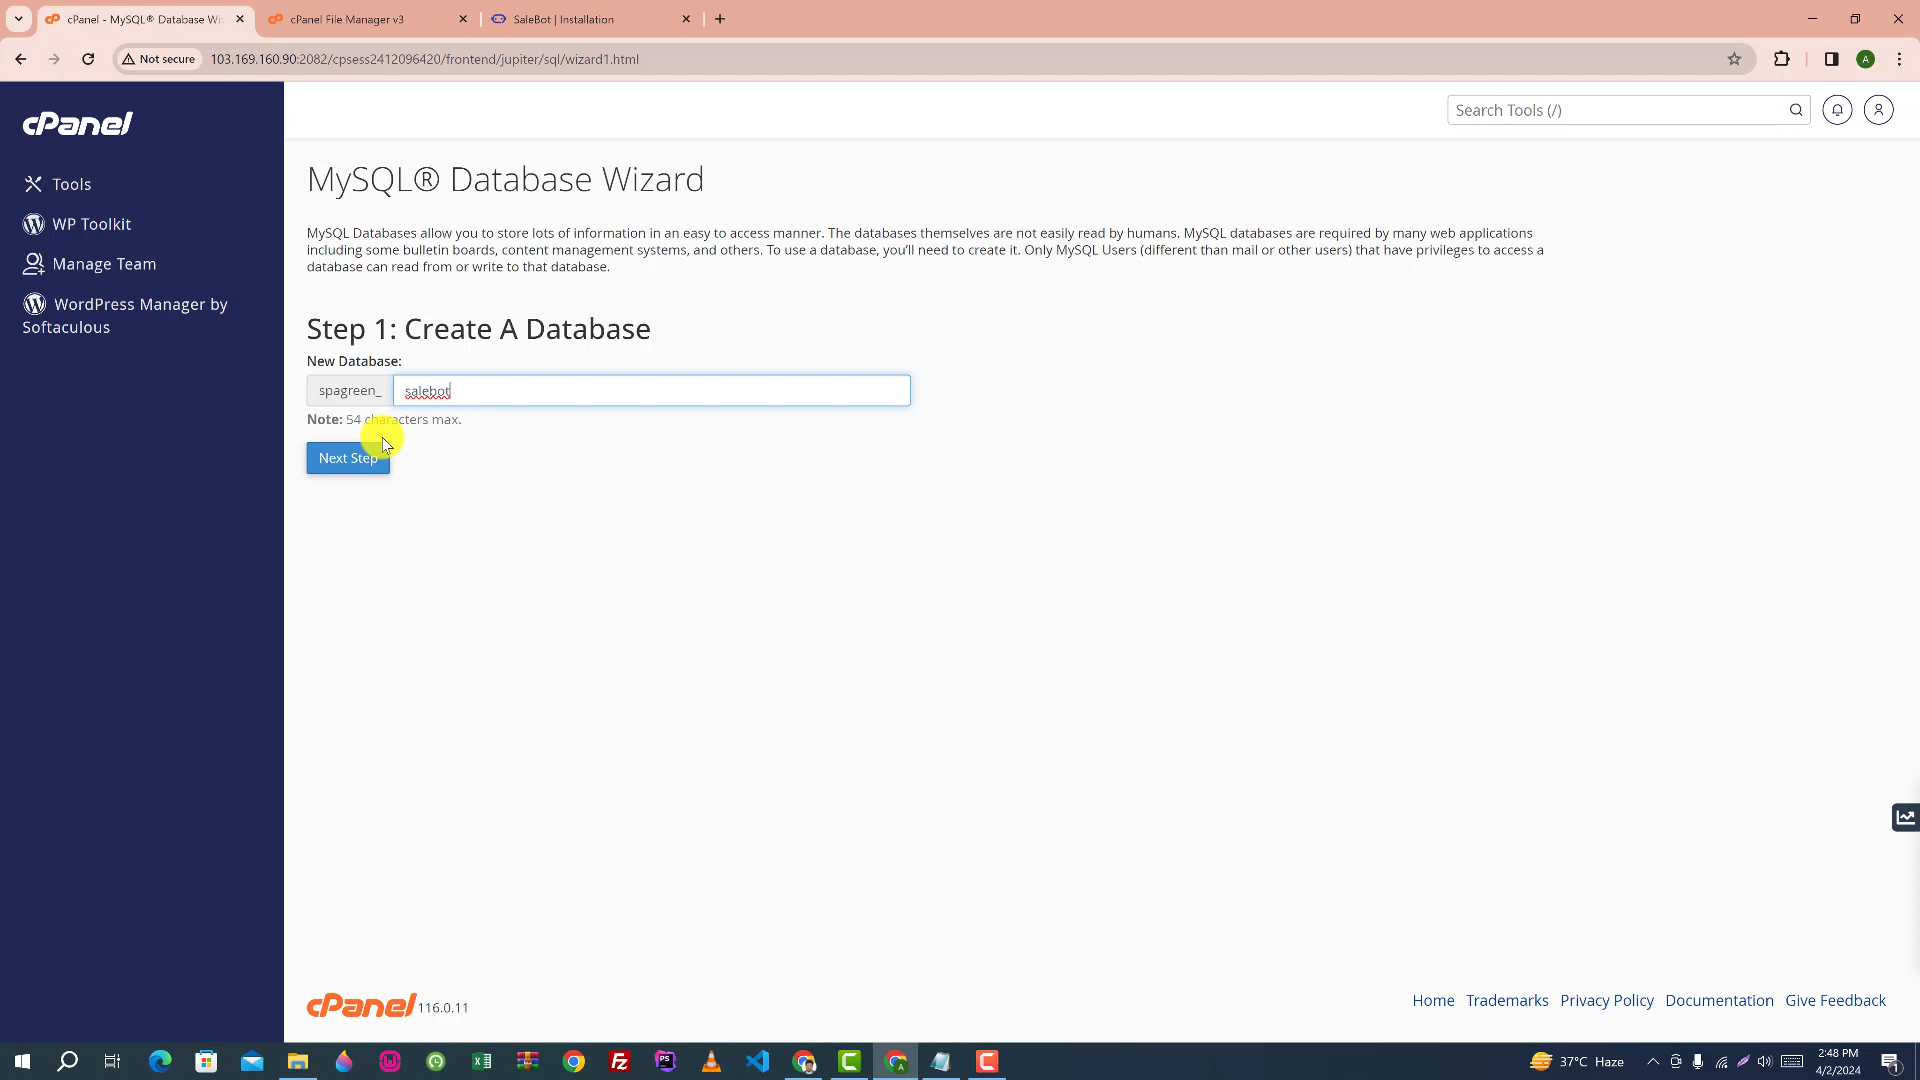 cPanel - MySQL® Database Wi
cPanel File Manager v3
SaleBot | Installation
Not secure
103.169.160.90:2082/cpsess2412096420/frontend/jupiter/sql/wizard1.html
A
cPanel
Search Tools (/)
Tools
WP Toolkit
Manage Team
WordPress Manager by
Softaculous
MySQL® Database Wizard
MySQL Databases allow you to store lots of information in an easy to access manner. The databases themselves are not easily read by humans. MySQL databases are required by many web applications
including some bulletin boards, content management systems, and others. To use a database, you'll need to create it. Only MySQL Users (different than mail or other users) that have privileges to access a
database can read from or write to that database.
Step 1: Create A Database
New Database:
spagreen_
salebot
Note: 54 characters max.
Next Step
cPanel 116.0.11
Home Trademarks Privacy Policy Documentation Give Feedback
37°C Haze
2:48 PM
4/2/2024
1